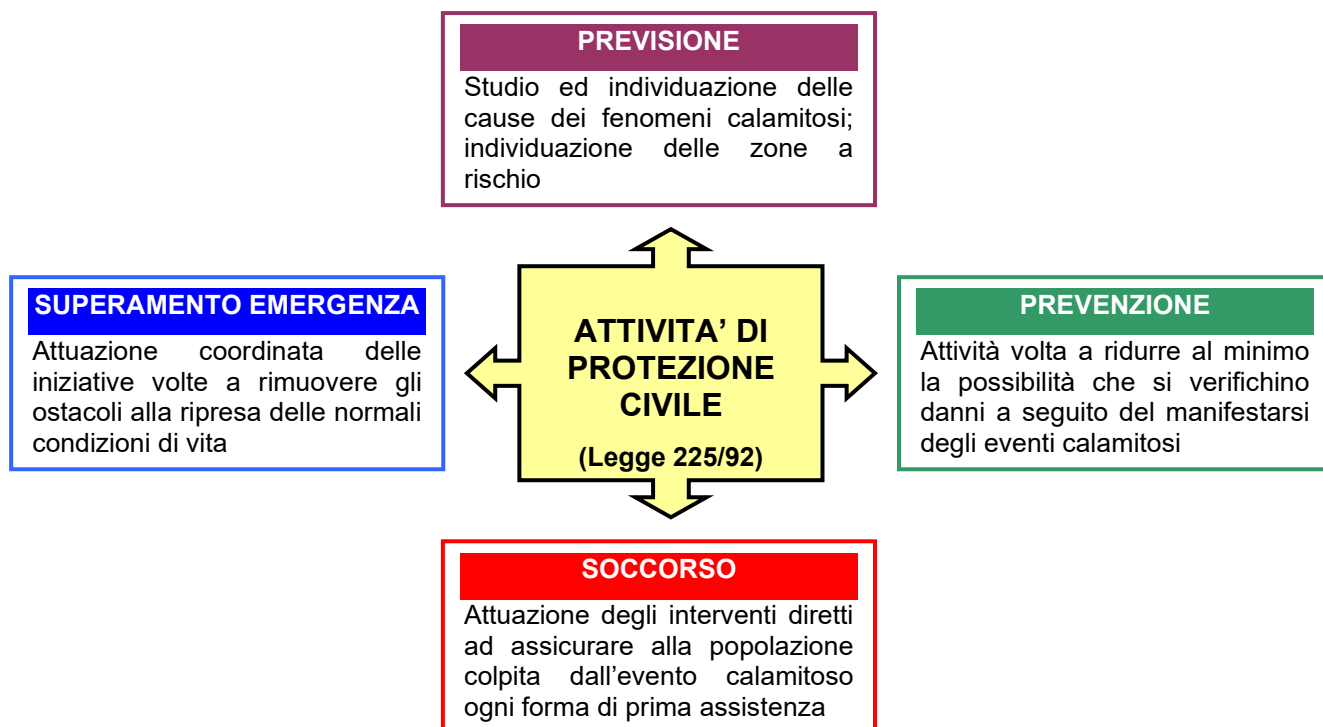 PREVISIONE
Studio ed individuazione delle
cause dei fenomeni calamitosi;
individuazione delle zone a
rischio
SUPERAMENTO EMERGENZA
Attuazione coordinata delle
iniziative volte a rimuovere gli
ostacoli alla ripresa delle normali
condizioni di vita
ATTIVITA’ DI
PROTEZIONE
CIVILE
(Legge 225/92)
PREVENZIONE
Attività volta a ridurre al minimo
la possibilità che si verifichino
danni a seguito del manifestarsi
degli eventi calamitosi
SOCCORSO
Attuazione degli interventi diretti
ad assicurare alla popolazione
colpita dall’evento calamitoso
ogni forma di prima assistenza